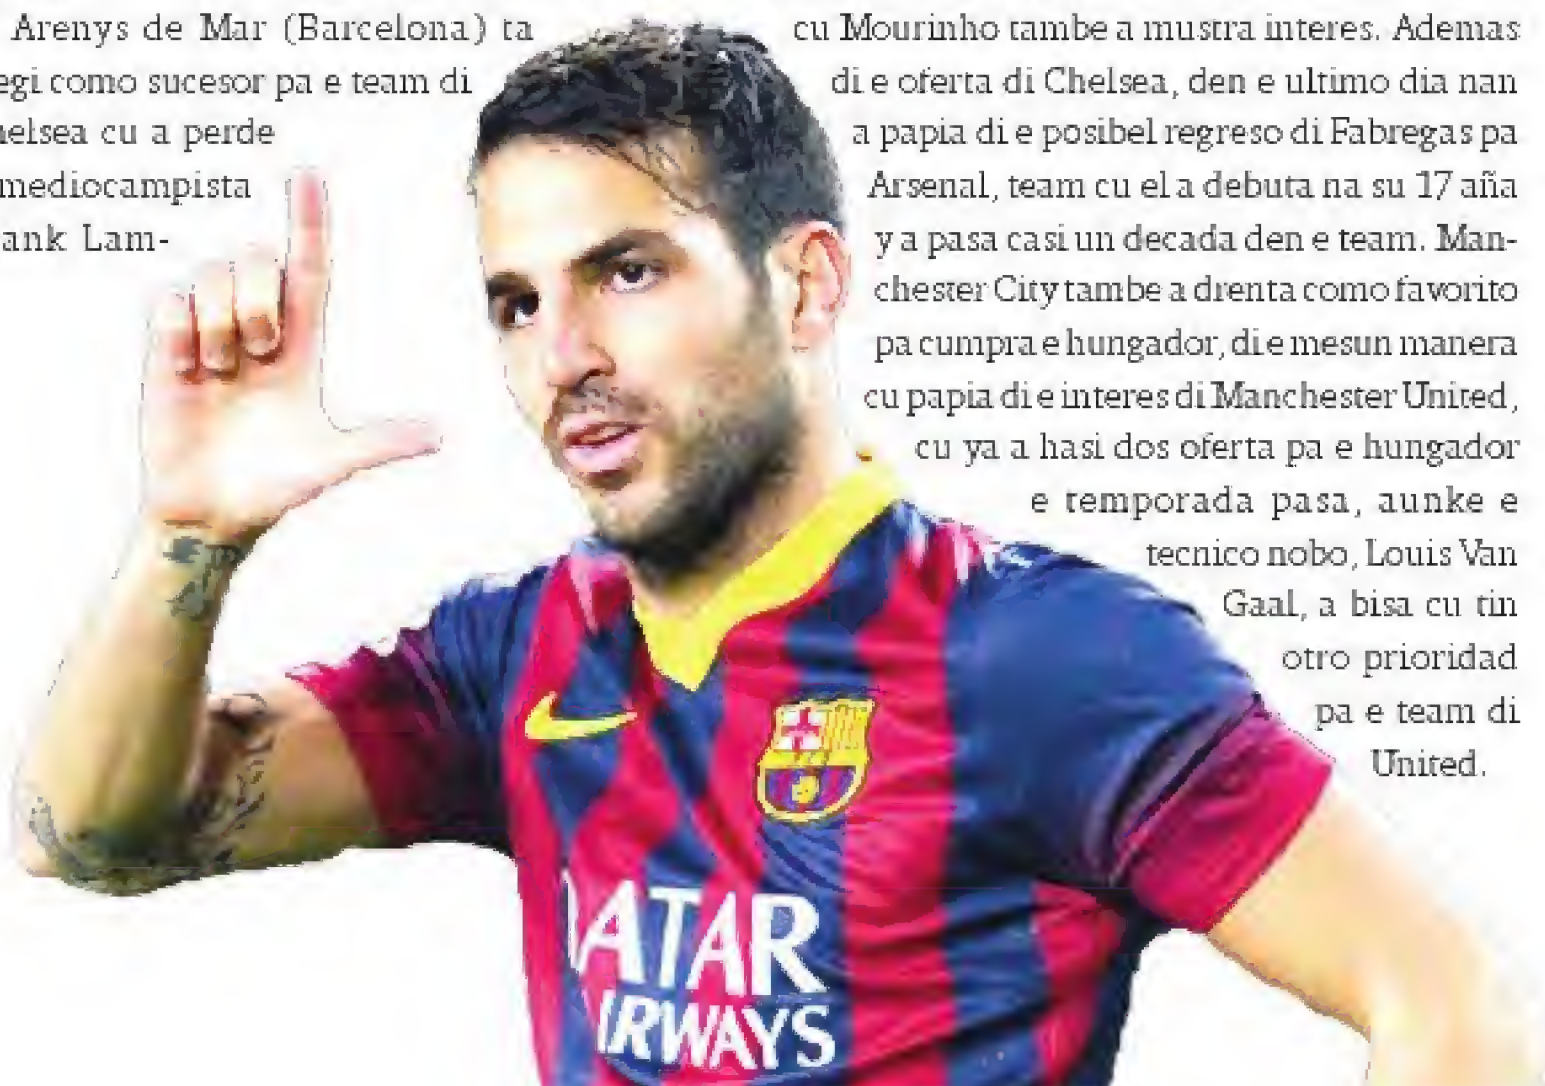 Arenys de Mar (Barcelona) ta
egi como sucesor pa e team di
helsea cu a perde
mediocampista
ank Lam-
cu Mourinho tambe a mustra interes. Ademas
di e oferta di Chelsea, den e ultimo dia nan
a papia di e posibel regreso di Fabregas pa
Arsenal, team cu el a debuta na su 17 aña
y a pasa casi un decada den e team. Man-
chester City tambe a drenta como favorito
pa cumpra e hungador, di e mesun manera
cu papia di e interes di Manchester United,
cu ya a hasi dos oferta pa e hungador
e temporada pasa, aunke e
tecnico nobo, Louis Van
Gaal, a bisa cu tin
otro prioridad
pa e team di
United.
QATAR
AIRWAYS